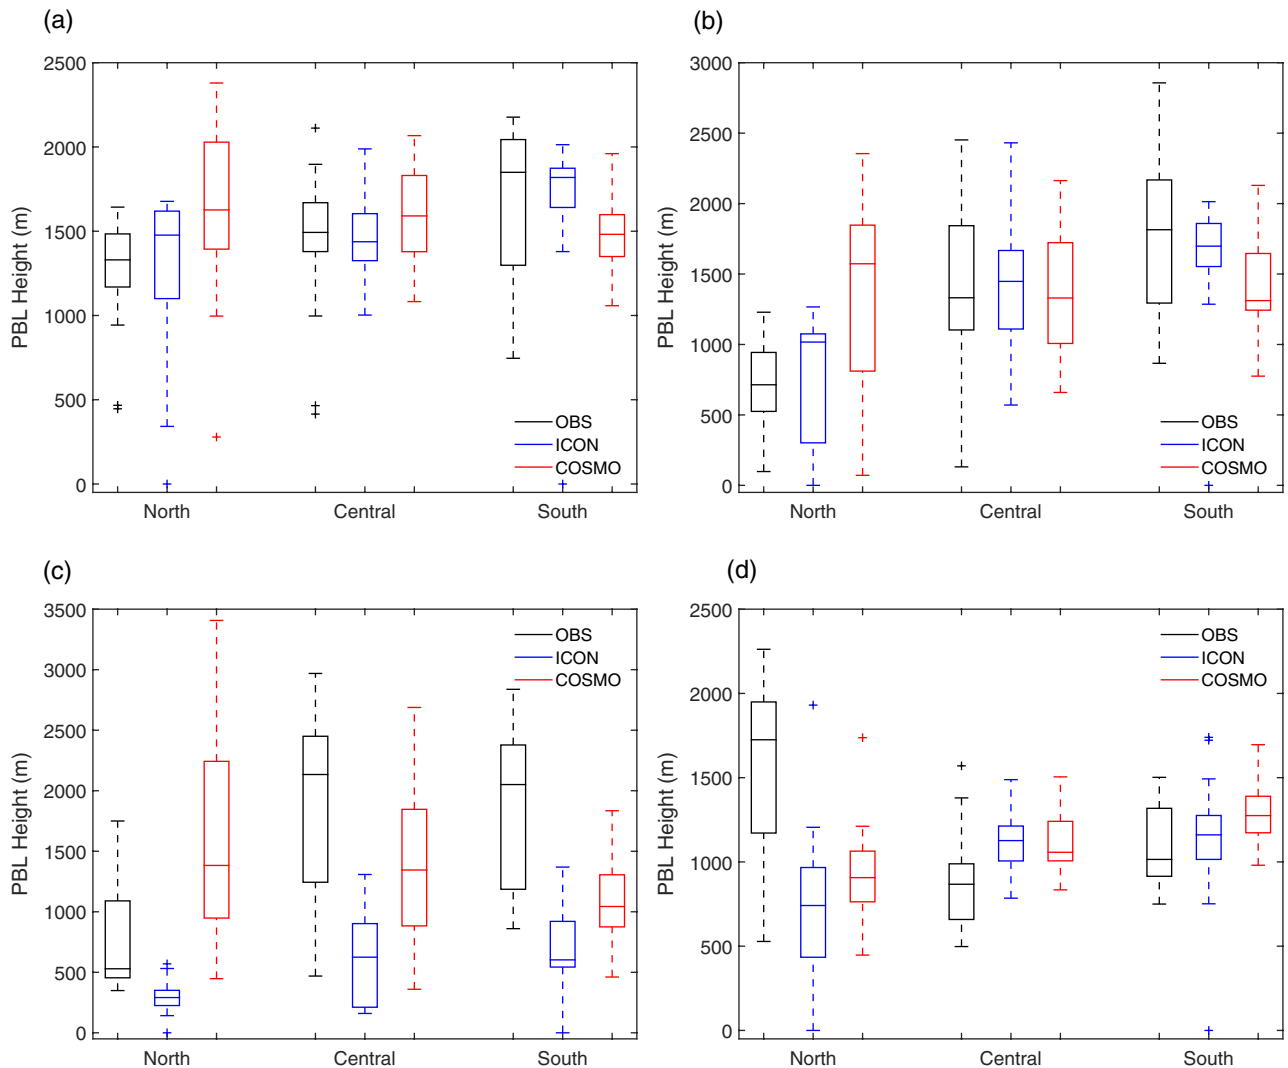 (a)
2500
2000
1500
1000
500
0
PBL Height (m)
North
Central
South
OBS
ICON
COSMO
(b)
3000
2500
2000
1500
1000
500
0
PBL Height (m)
North
Central
South
OBS
ICON
COSMO
(c)
3500
3000
2500
2000
1500
1000
500
0
PBL Height (m)
North
Central
South
OBS
ICON
COSMO
(d)
2500
2000
1500
1000
500
0
PBL Height (m)
North
Central
South
OBS
ICON
COSMO